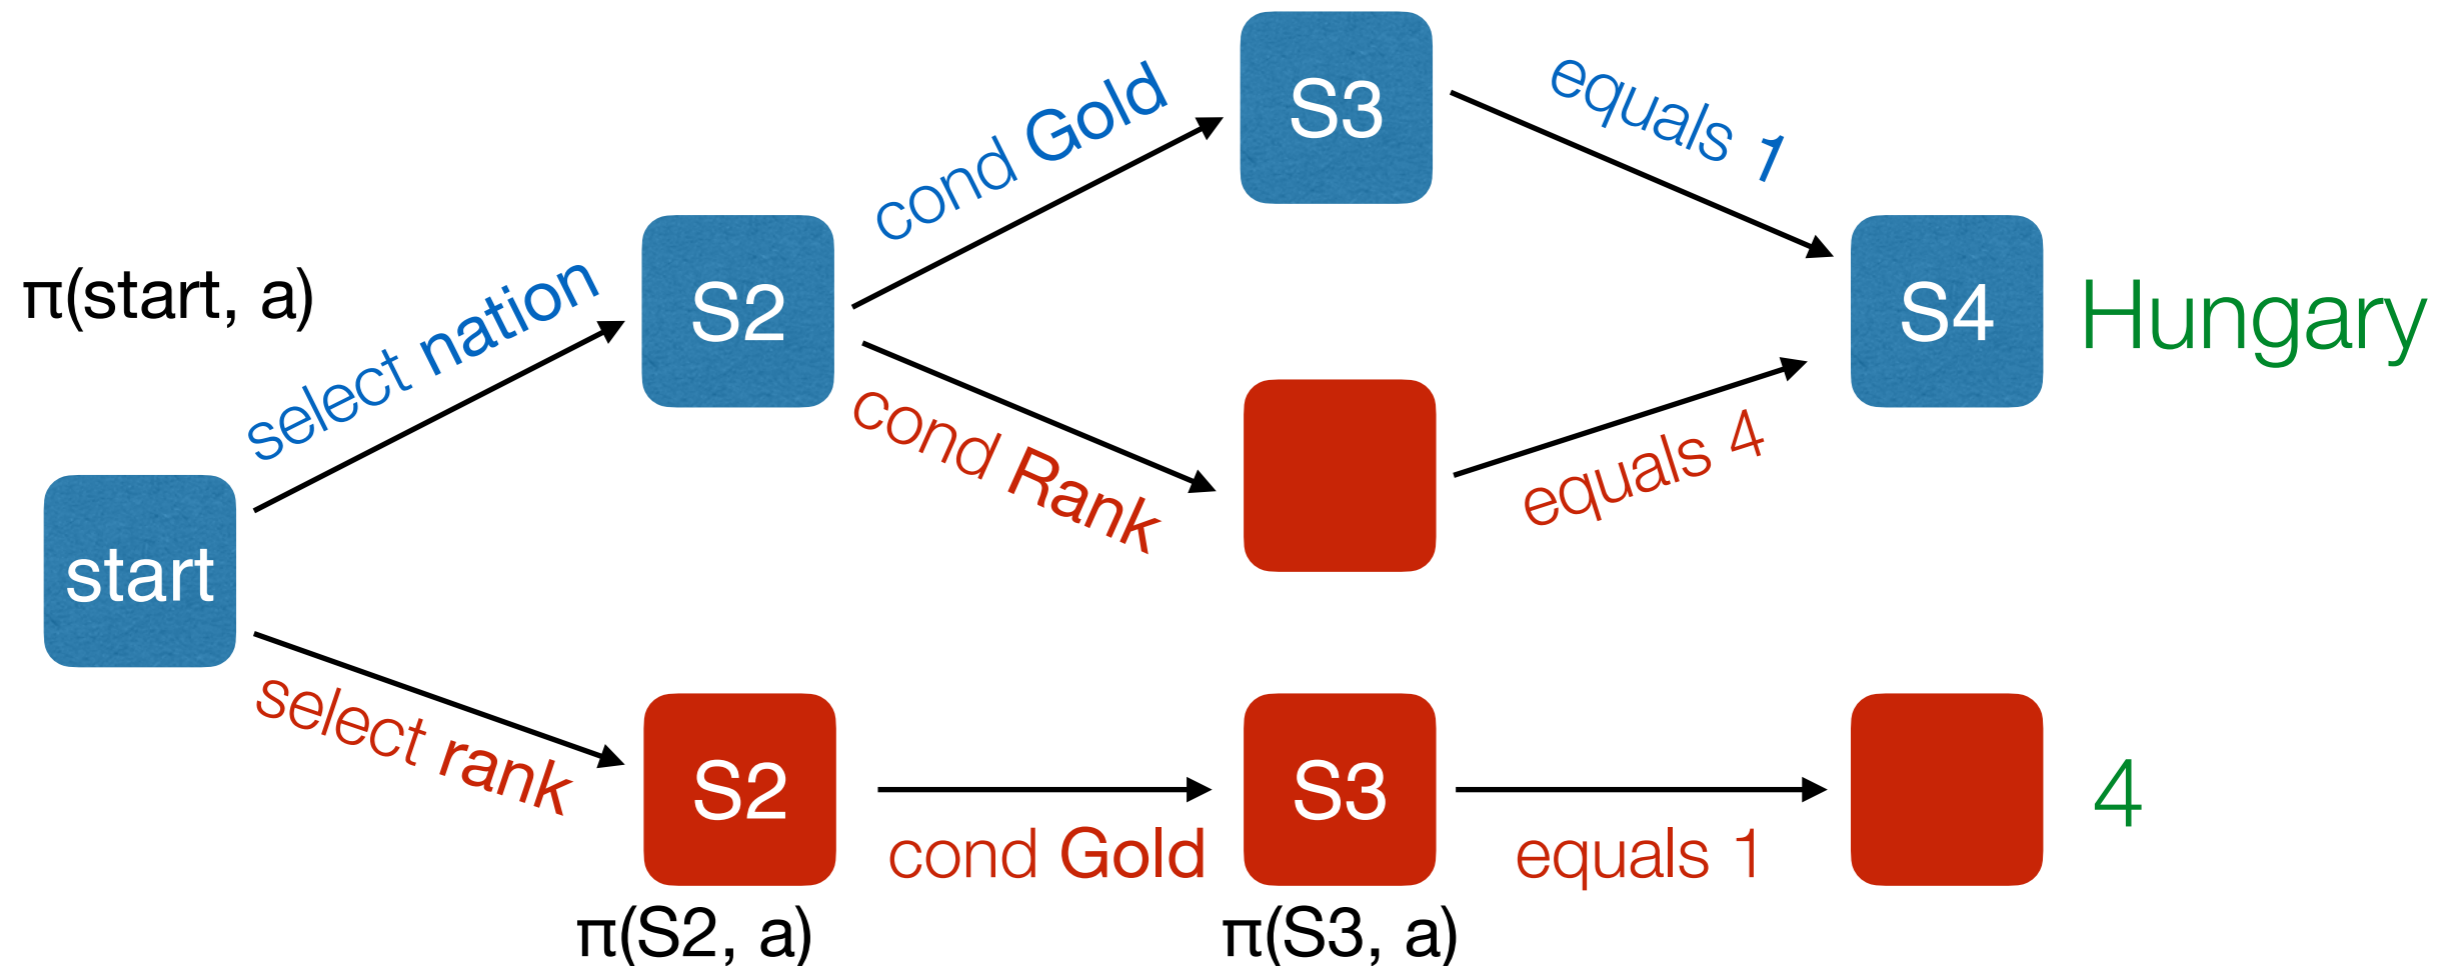 π(start, a)
select nation
cond Gold
S3
equals 1
S2
S4
Hungary
cond Rank
equals 4
start
select rank
S2
cond Gold
S3
equals 1
4
π(S2, a)
π(S3, a)